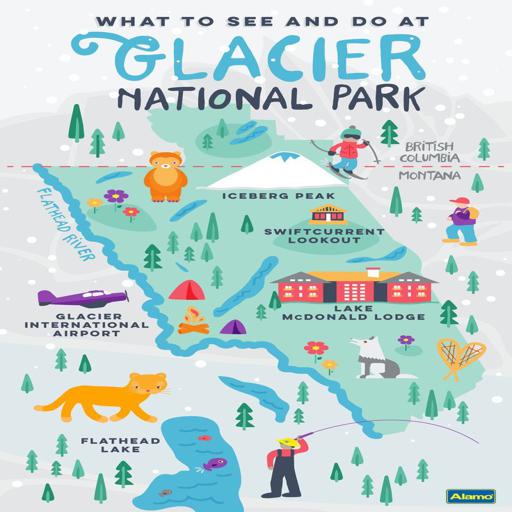 WHAT TO SEE AND DO AT
GLACIER
NATIONAL PARK
BRITISH
COLUMBIA
MONTANA
ICEBERG PEAK
FLATHEAD RIVER
SWIFTCURRENT
LOOKOUT
GLACIER
INTERNATIONAL
AIRPORT
LAKE
McDONALD LODGE
FLATHEAD
LAKE
Alamo